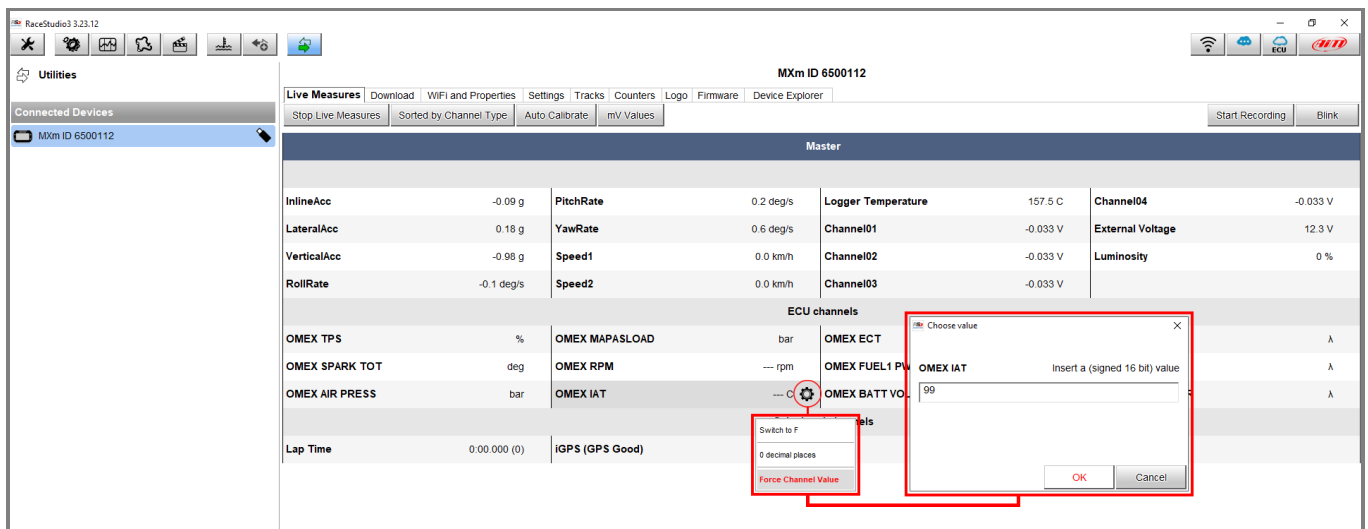 RaceStudio3 3.23.12
ECU
Utilities
MXm ID 6500112
Live Measures Download WiFi and Properties Settings Tracks Counters Logo Firmware Device Explorer
Connected Devices
Stop Live Measures Sorted by Channel Type Auto Calibrate mV Values Start Recording Blink
MXm ID 6500112
Master
InlineAcc -0.09 g PitchRate 0.2 deg/s Logger Temperature 157.5 C Channel04 -0.033 V
LateralAcc 0.18 g YawRate 0.6 deg/s Channel01 -0.033 V External Voltage 12.3 V
VerticalAcc -0.98 g Speed1 0.0 km/h Channel02 -0.033 V Luminosity 0 %
RollRate -0.1 deg/s Speed2 0.0 km/h Channel03 -0.033 V
ECU channels
Choose value
OMEX TPS % OMEX MAPASLOAD bar OMEX ECT λ
OMEX SPARK TOT deg OMEX RPM --- rpm OMEX FUEL1 PW λ
OMEX IAT Insert a (signed 16 bit) value
OMEX AIR PRESS bar OMEX IAT --- C OMEX BATT VOL R λ
99
Switch to F
Lap Time 0:00.000 (0) iGPS (GPS Good)
0 decimal places
Force Channel Value
OK Cancel